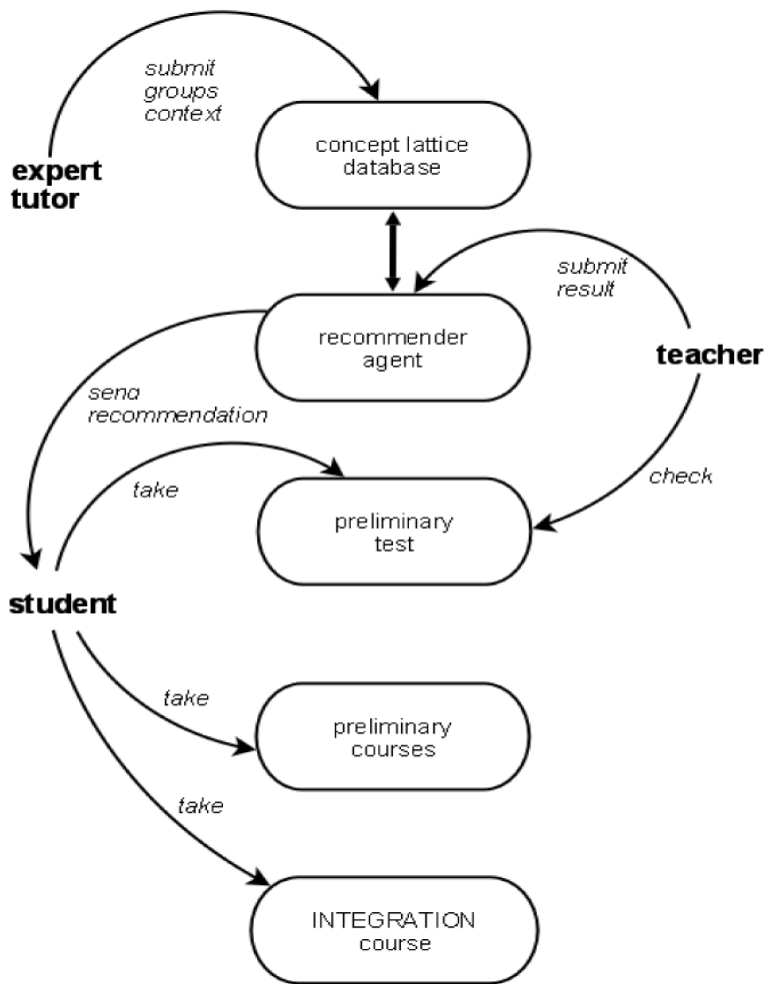 submit
groups
context
concept lattice
database
expert
tutor
submit
result
recommender
agent
teacher
send
recommendation
take
check
preliminary
test
student
take
preliminary
courses
take
INTEGRATION
course